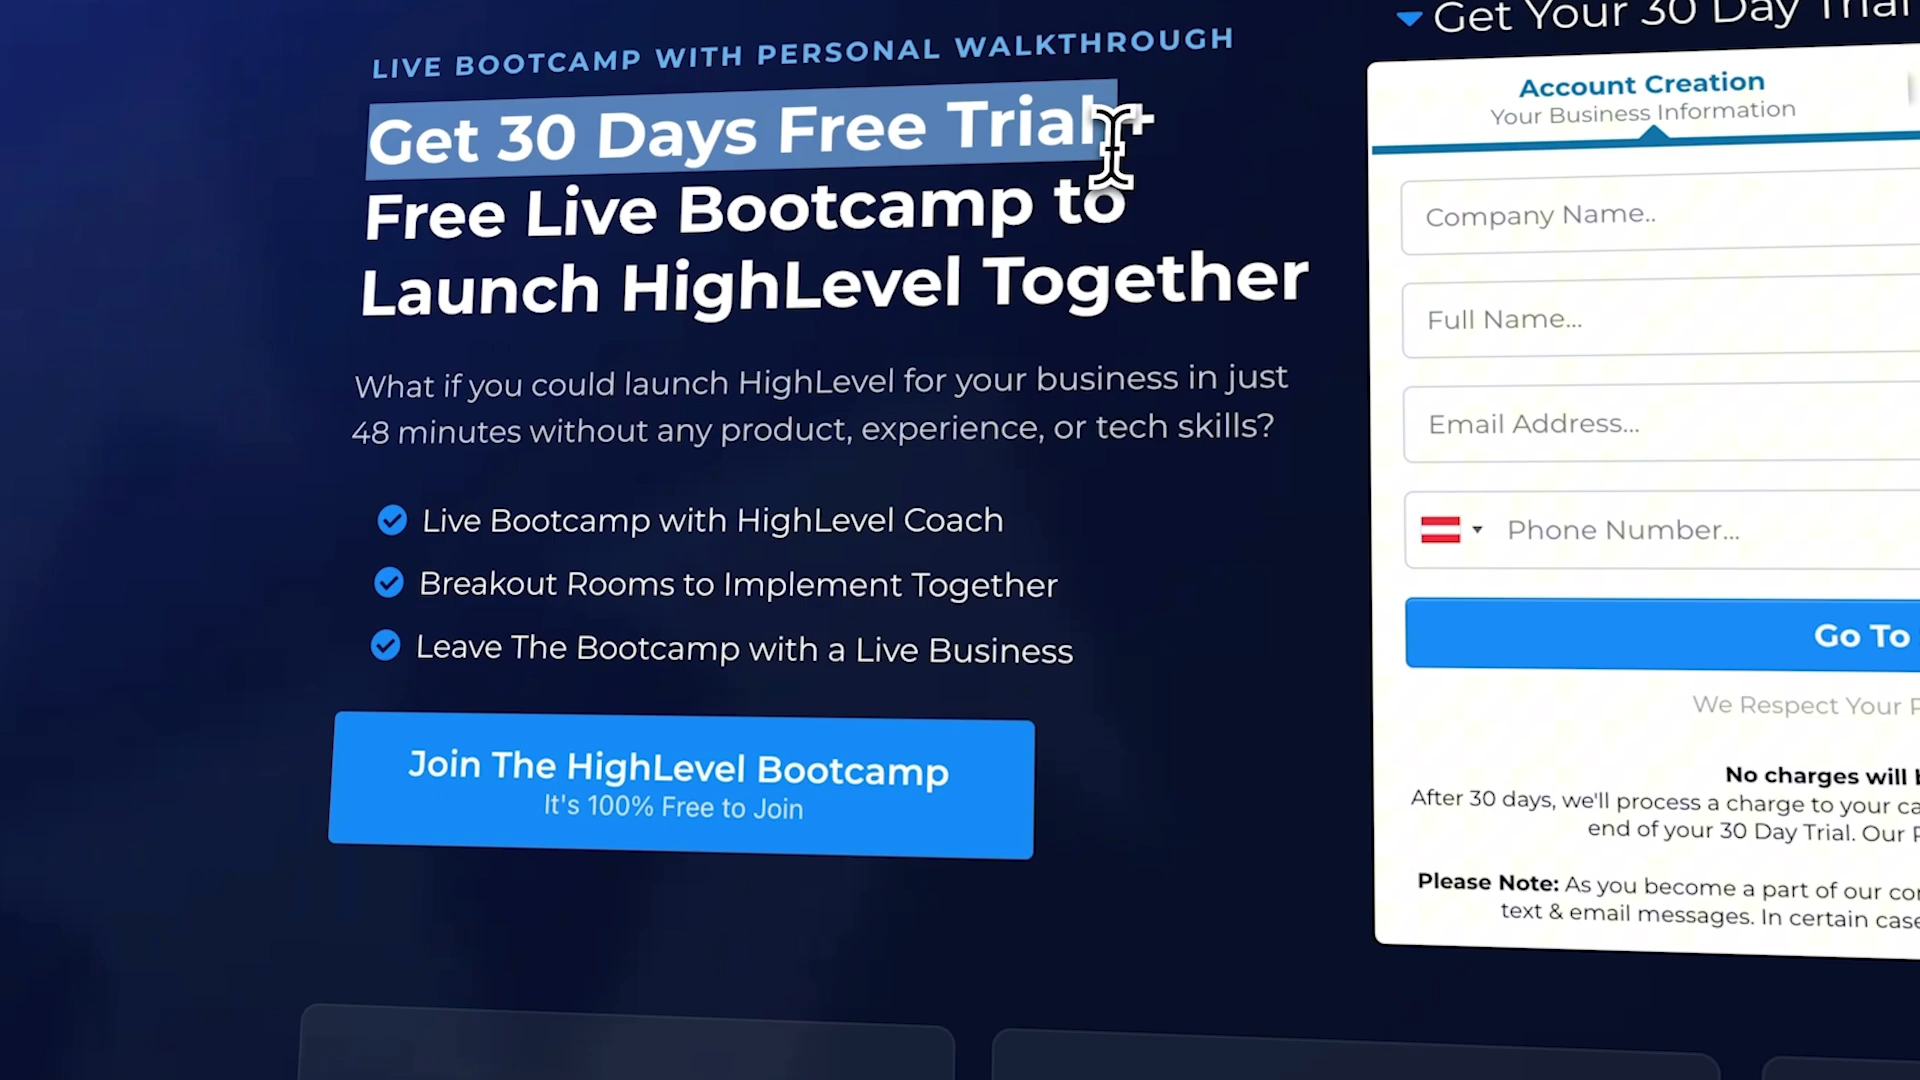 LIVE BOOTCAMP WITH PERSONAL WALKTHROUGH
Get 30 Days Free Trial +
Free Live Bootcamp to
Launch HighLevel Together
What if you could launch HighLevel for your business in just
48 minutes without any product, experience, or tech skills?
Live Bootcamp with HighLevel Coach
Breakout Rooms to Implement Together
Leave The Bootcamp with a Live Business
Join The HighLevel Bootcamp
It's 100% Free to Join
Get Your 30 Day Trial
Account Creation
Your Business Information
Company Name..
Full Name...
Email Address...
Phone Number...
Go To
We Respect Your
No charges will
After 30 days, we'll process a charge to your
end of your 30 Day Trial. Our
Please Note: As you become a part of our
text & email messages. In certain